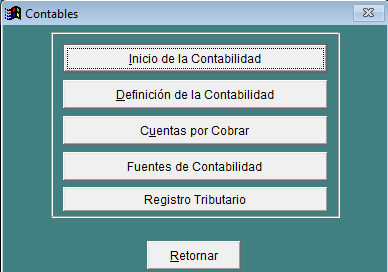 Contables
Inicio de la Contabilidad
Definición de la Contabilidad
Cuentas por Cobrar
Fuentes de Contabilidad
Registro Tributario
Retornar